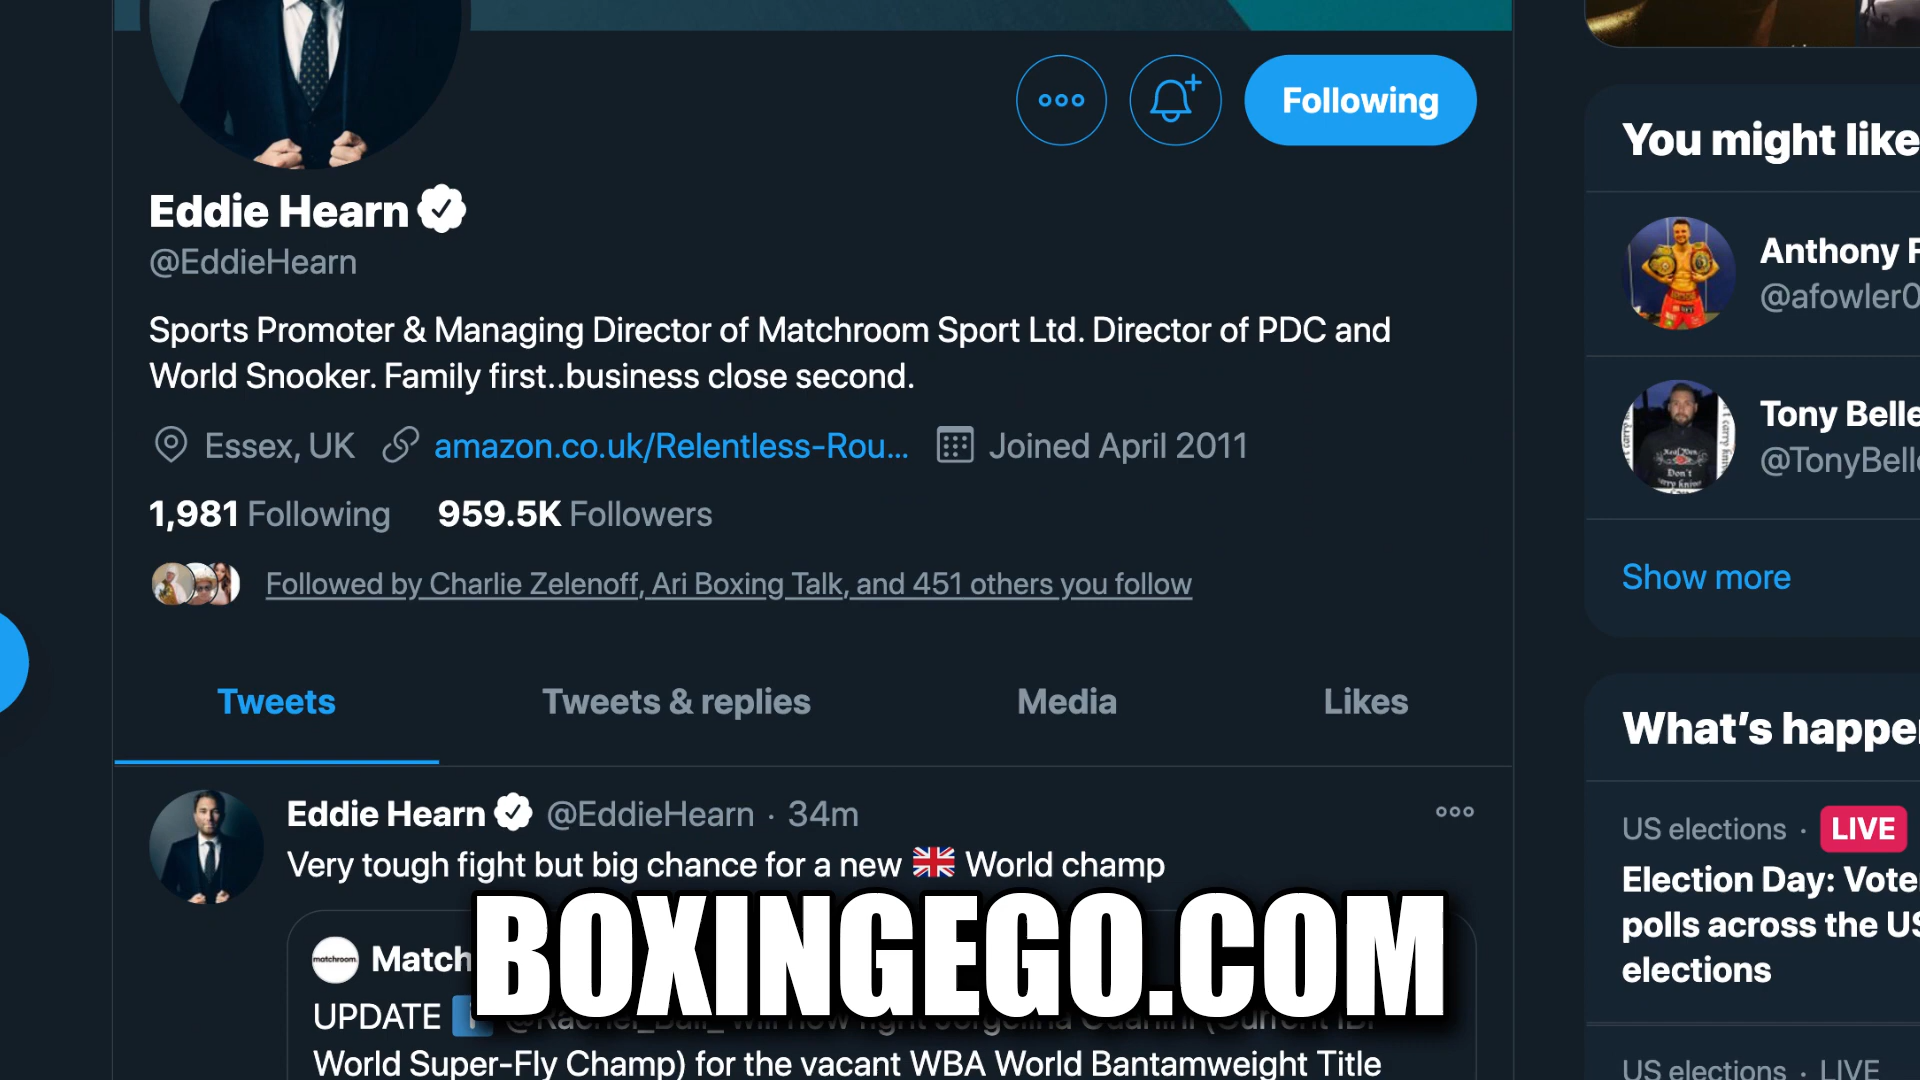 Following
Eddie Hearn
@EddieHearn
Sports Promoter & Managing Director of Matchroom Sport Ltd. Director of PDC and
World Snooker. Family first..business close second.
Essex, UK amazon.co.uk/Relentless-Rou... Joined April 2011
1,981 Following 959.5K Followers
Followed by Charlie Zelenoff, Ari Boxing Talk, and 451 others you follow
Tweets Tweets & replies Media Likes
Eddie Hearn @EddieHearn · 34m
Very tough fight but big chance for a new 🇬🇧 World champ
matchroom.
Match
BOXINGEGO.COM
UPDATE
World Super-Fly Champ) for the vacant WBA World Bantamweight Title
You might like
Anthony F
@afowler0
Tony Belle
@TonyBelle
Show more
What's happe
US elections · LIVE
Election Day: Vote
polls across the US
elections
US elections · LIVE